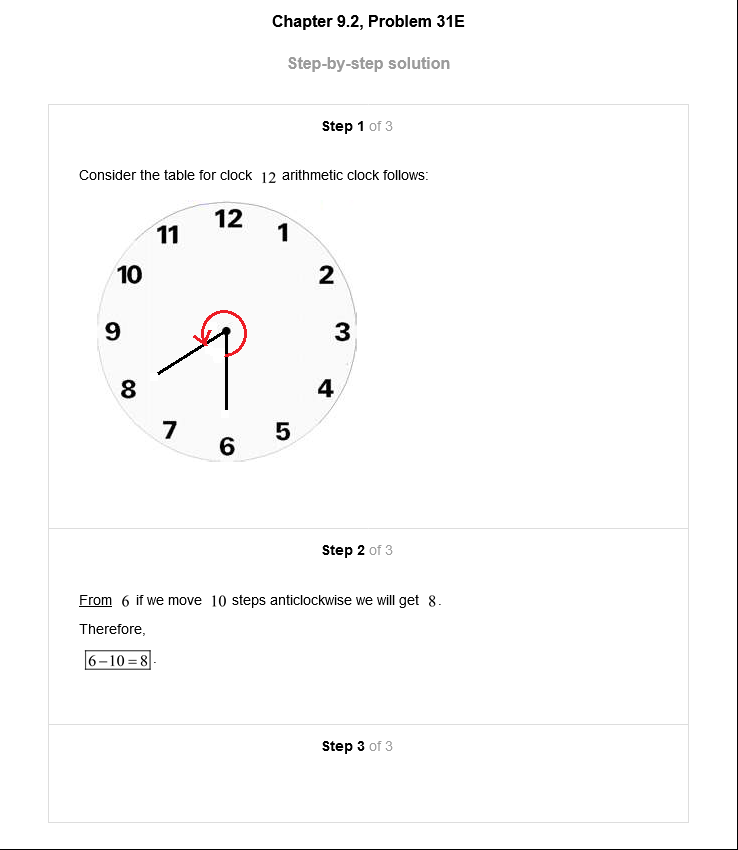 Chapter 9.2, Problem 31E
Step-by-step solution
Step 1 of 3
Consider the table for clock 12 arithmetic clock follows:
12
11
1
10
2
9
3
8
4
7
5
6
Step 2 of 3
From 6 if we move 10 steps anticlockwise we will get 8.
Therefore,
6−10=8.
Step 3 of 3